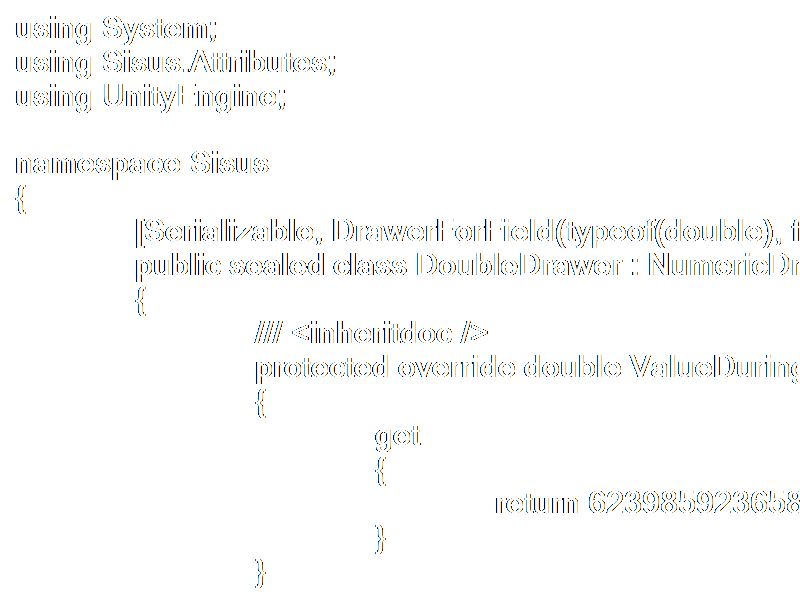 using System;
using Sisus.Attributes;
using UnityEngine;

namespace Sisus
{
[Serializable, DrawerForField(typeof(double), f
public sealed class DoubleDrawer : NumericDr
{
//// <inheritdoc />
protected override double ValueDuring
{
get
{
return 623985923658
}
}